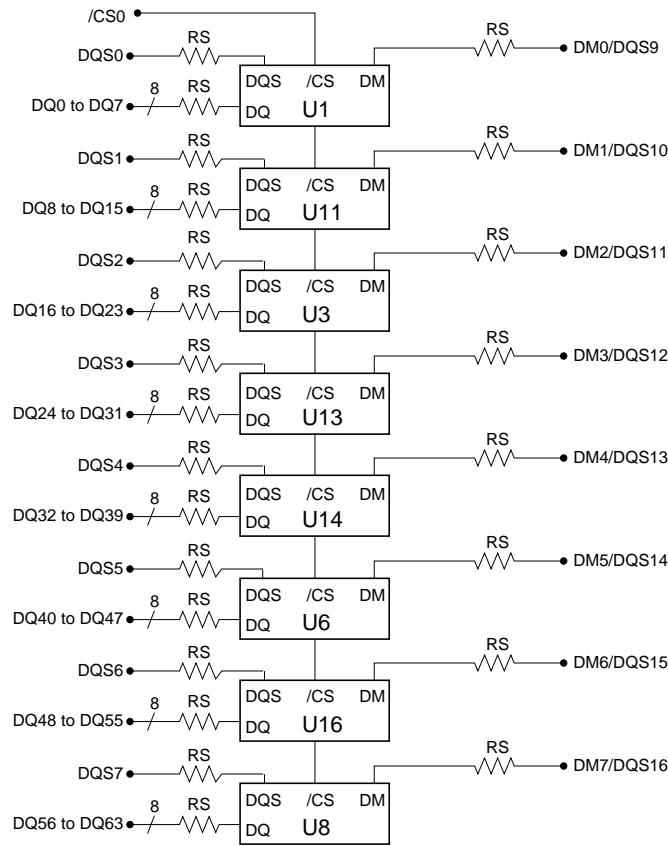 /CS0
RS RS
DQS0 DM0/DQS9
8 RS DQS /CS DM
DQ0 to DQ7 DQ U1
RS RS
DQS1 DM1/DQS10
8 RS DQS /CS DM
DQ8 to DQ15 DQ U11
RS RS
DQS2 DM2/DQS11
8 RS DQS /CS DM
DQ16 to DQ23 DQ U3
RS RS
DQS3 DM3/DQS12
8 RS DQS /CS DM
DQ24 to DQ31 DQ U13
RS RS
DQS4 DM4/DQS13
8 RS DQS /CS DM
DQ32 to DQ39 DQ U14
RS RS
DQS5 DM5/DQS14
8 RS DQS /CS DM
DQ40 to DQ47 DQ U6
RS RS
DQS6 DM6/DQS15
8 RS DQS /CS DM
DQ48 to DQ55 DQ U16
RS RS
DQS7 DM7/DQS16
8 RS DQS /CS DM
DQ56 to DQ63 DQ U8